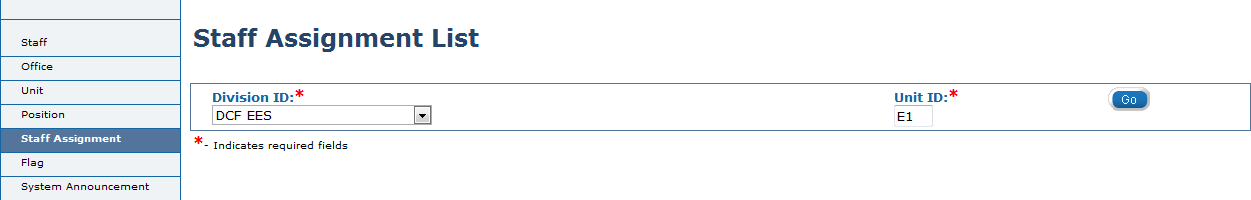 Staff
Office
Unit
Position
Staff Assignment
Flag
System Announcement
Staff Assignment List
Division ID:* Unit ID:*
DCF EES E1 Go
*- Indicates required fields